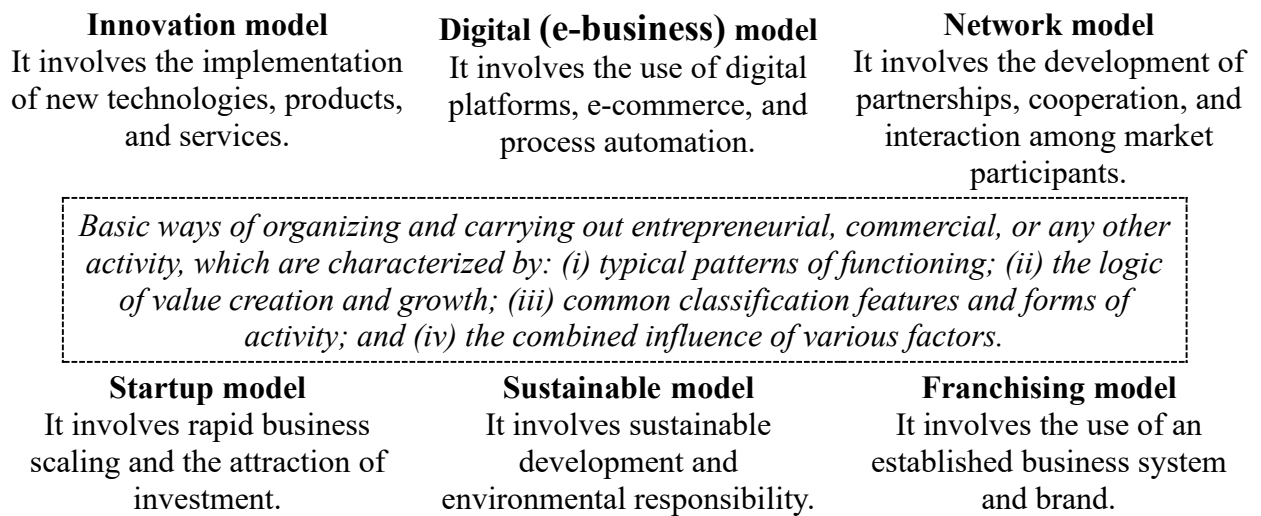 Innovation model
It involves the implementation
of new technologies, products,
and services.
Digital (e-business) model
It involves the use of digital
platforms, e-commerce, and
process automation.
Network model
It involves the development of
partnerships, cooperation, and
interaction among market
participants.
Basic ways of organizing and carrying out entrepreneurial, commercial, or any other
activity, which are characterized by: (i) typical patterns of functioning; (ii) the logic
of value creation and growth; (iii) common classification features and forms of
activity; and (iv) the combined influence of various factors.
Startup model
It involves rapid business
scaling and the attraction of
investment.
Sustainable model
It involves sustainable
development and
environmental responsibility.
Franchising model
It involves the use of an
established business system
and brand.